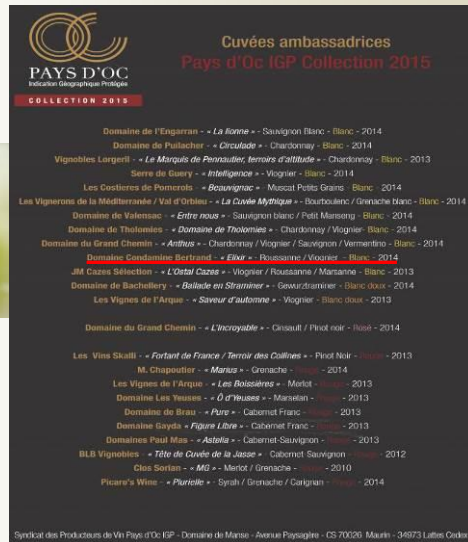 PAYS D'OC
Indication Géographique Protégée
COLLECTION 2015
Cuvées ambassadrices
Pays d'Oc IGP Collection 2015
Domaine de l'Engarran - « La lionne » - Sauvignon Blanc - Blanc - 2014
Domaine de Puilacher - « Circulade » - Chardonnay - Blanc - 2014
Vignobles Lorgeril - « Le Marquis de Pennautier, terroirs d'altitude » - Chardonnay - Blanc - 2013
Serre de Guery - « Intelligence » - Viognier - Blanc - 2014
Les Costieres de Pomerols - « Beauvignac » - Muscat Petits Grains - Blanc - 2014
Les Vignerons de la Méditerranée / Val d'Orbieu - « La Cuvée Mythique » - Bourboulenc / Grenache blanc - Blanc - 2014
Domaine de Valensac - « Entre nous » - Sauvignon blanc / Petit Manseng - Blanc - 2014
Domaine de Tholomies - « Domaine de Tholomies » - Chardonnay / Viognier- Blanc - 2014
Domaine du Grand Chemin - « Anthus » - Chardonnay / Viognier / Sauvignon / Vermentino - Blanc - 2014
Domaine Condamine Bertrand - « Elixir » - Roussanne / Viognier - Blanc - 2014
JM Cazes Sélection - « L'Ostal Cazes » - Viognier / Roussanne / Marsanne - Blanc - 2013
Domaine de Bachellery - « Ballade en Straminer » - Gewurztraminer - Blanc doux - 2014
Les Vignes de l'Arque - « Saveur d'automne » - Viognier - Blanc doux - 2013
Domaine du Grand Chemin - « L'Incroyable » - Cinsault / Pinot noir - Rosé - 2014
Les Vins Skalli - « Fortant de France / Terroir des Collines » - Pinot Noir - Rouge - 2013
M. Chapoutier - « Marius » - Grenache - Rouge - 2014
Les Vignes de l'Arque - « Les Boissières » - Merlot - Rouge - 2013
Domaine Les Yeuses - « Ô d'Yeuses » - Marselan - Rouge - 2013
Domaine de Brau - « Pure » - Cabernet Franc - Rouge - 2013
Domaine Gayda « Figure Libre » - Cabernet Franc - Rouge - 2013
Domaines Paul Mas - « Astelia » - Cabernet-Sauvignon - Rouge - 2013
BLB Vignobles - « Tête de Cuvée de la Jasse » - Cabernet-Sauvignon - Rouge - 2012
Clos Sorian - « MG » - Merlot / Grenache - Rouge - 2010
Picaro's Wine - « Plurielle » - Syrah / Grenache / Carignan - Rouge - 2014
Syndicat des Producteurs de Vin Pays d'Oc IGP - Domaine de Manse - Avenue Paysagère - CS 70026 Maurin - 34973 Lattes Cedex